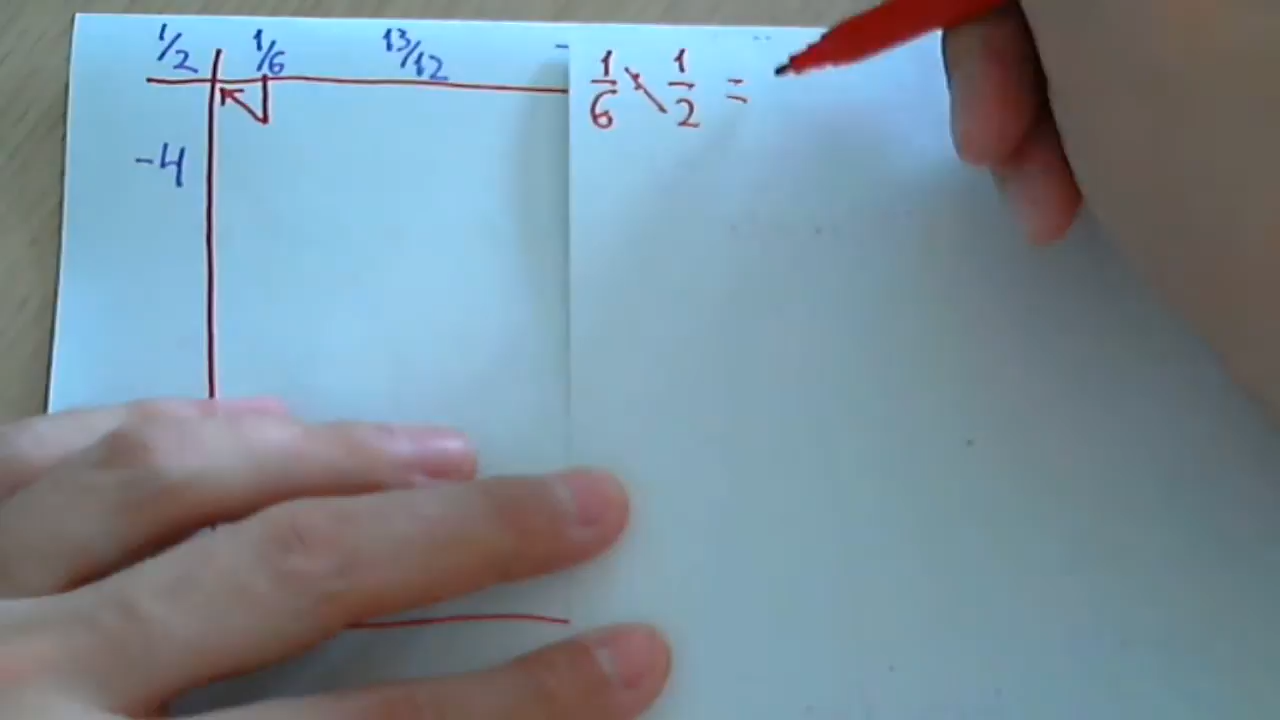 1/2 1/6 13/12 -
-4
1/6 \ 1/2 =